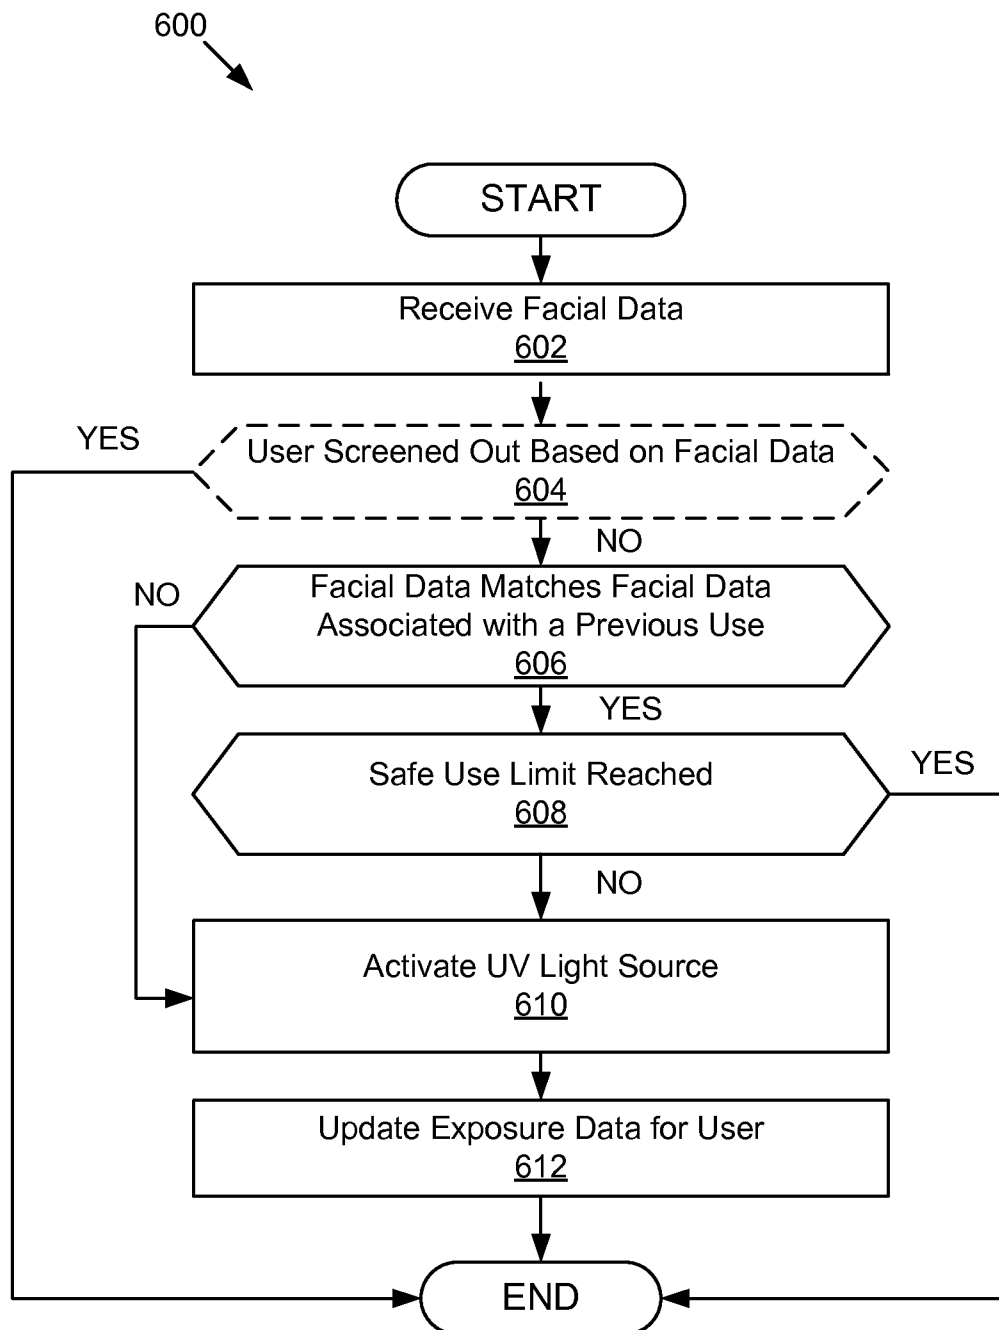 600
START
Receive Facial Data
602
YES
User Screened Out Based on Facial Data
604
NO
NO
Facial Data Matches Facial Data
Associated with a Previous Use
606
YES
Safe Use Limit Reached
608
YES
NO
Activate UV Light Source
610
Update Exposure Data for User
612
END